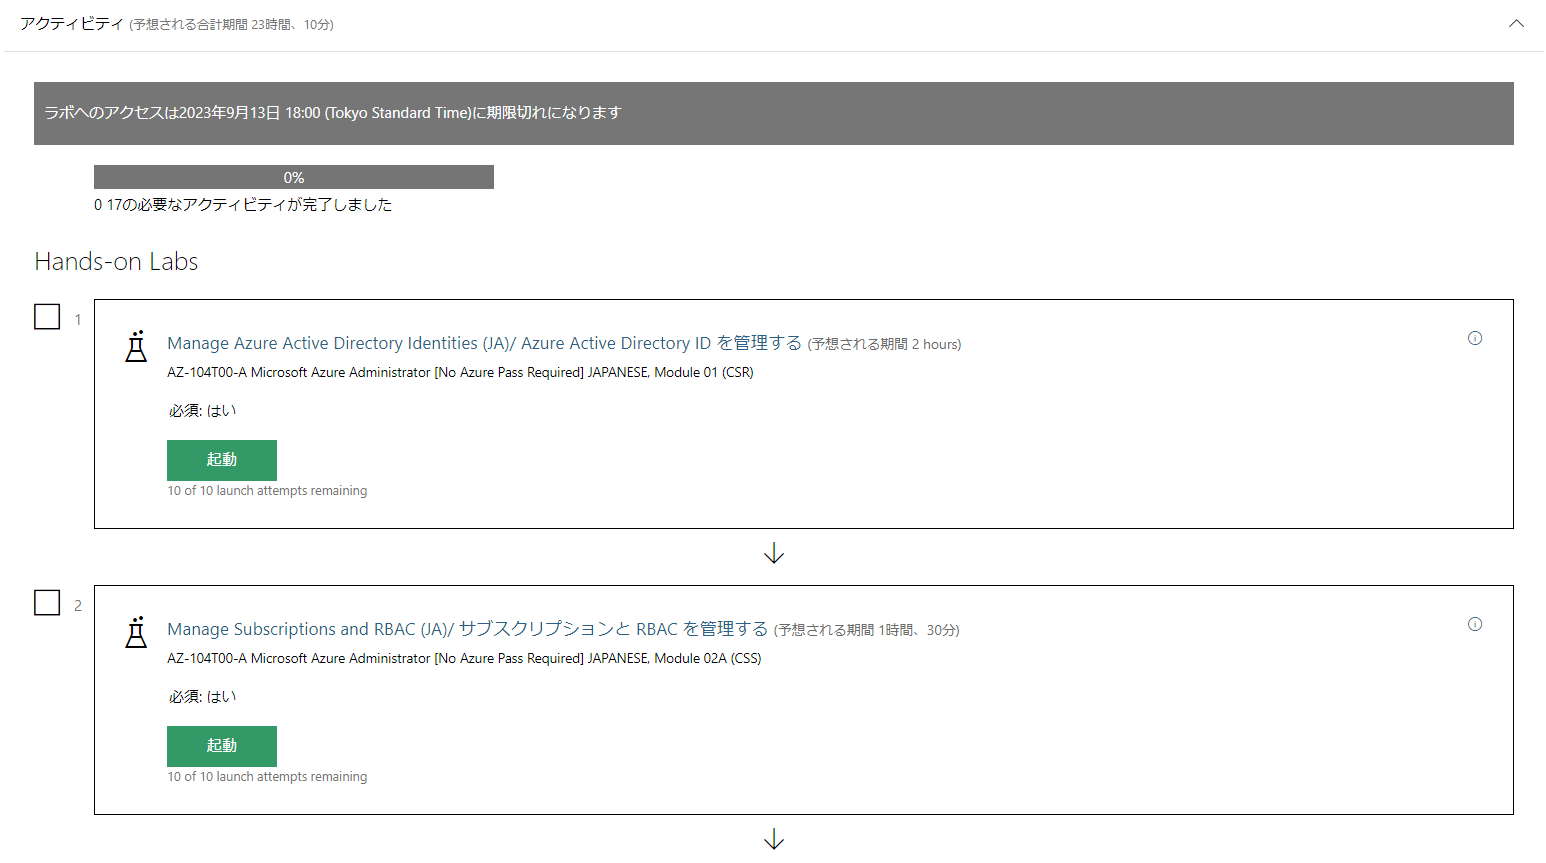 アクティビティ (予想される合計期間 23時間、10分)
ラボへのアクセスは2023年9月13日 18:00 (Tokyo Standard Time)に期限切れになります
0%
0 17の必要なアクティビティが完了しました
Hands-on Labs
1
Manage Azure Active Directory Identities (JA)/ Azure Active Directory ID を管理する (予想される期間 2 hours)
AZ-104T00-A Microsoft Azure Administrator [No Azure Pass Required] JAPANESE, Module 01 (CSR)
必須: はい
起動
10 of 10 launch attempts remaining
2
Manage Subscriptions and RBAC (JA)/ サブスクリプションと RBAC を管理する (予想される期間 1時間、30分)
AZ-104T00-A Microsoft Azure Administrator [No Azure Pass Required] JAPANESE, Module 02A (CSS)
必須: はい
起動
10 of 10 launch attempts remaining